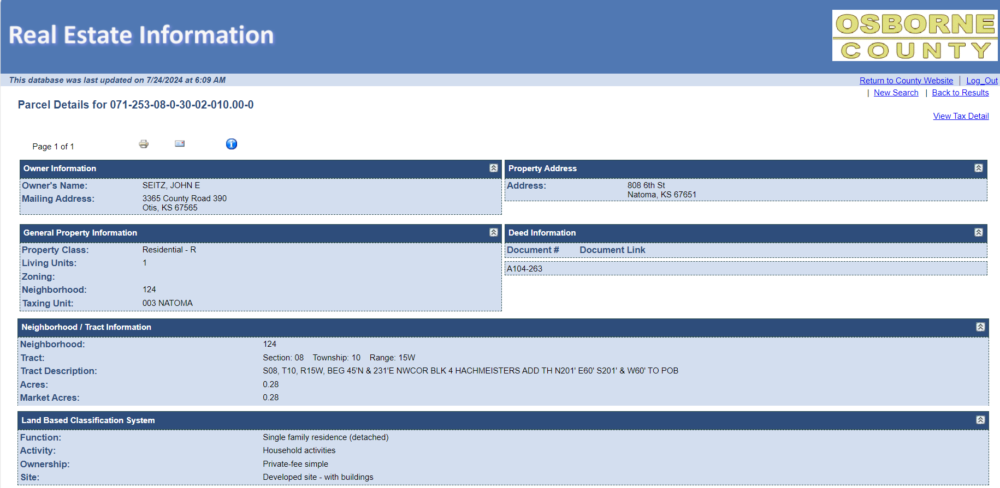 Real Estate Information
OSBORNE
COUNTY
This database was last updated on 7/24/2024 at 6:09 AM
Return to County Website | Log_Out
| New Search | Back to Results
Parcel Details for 071-253-08-0-30-02-010.00-0
View Tax Detail
Page 1 of 1
Owner Information
Owner's Name: SEITZ, JOHN E
Mailing Address: 3365 County Road 390
Otis, KS 67565
Property Address
Address: 808 6th St
Natoma, KS 67651
General Property Information
Property Class: Residential - R
Living Units: 1
Zoning:
Neighborhood: 124
Taxing Unit: 003 NATOMA
Deed Information
Document # Document Link
A104-263
Neighborhood / Tract Information
Neighborhood: 124
Tract: Section: 08 Township: 10 Range: 15W
Tract Description: S08, T10, R15W, BEG 45'N & 231'E NWCOR BLK 4 HACHMEISTERS ADD TH N201' E60' S201' & W60' TO POB
Acres: 0.28
Market Acres: 0.28
Land Based Classification System
Function: Single family residence (detached)
Activity: Household activities
Ownership: Private-fee simple
Site: Developed site - with buildings